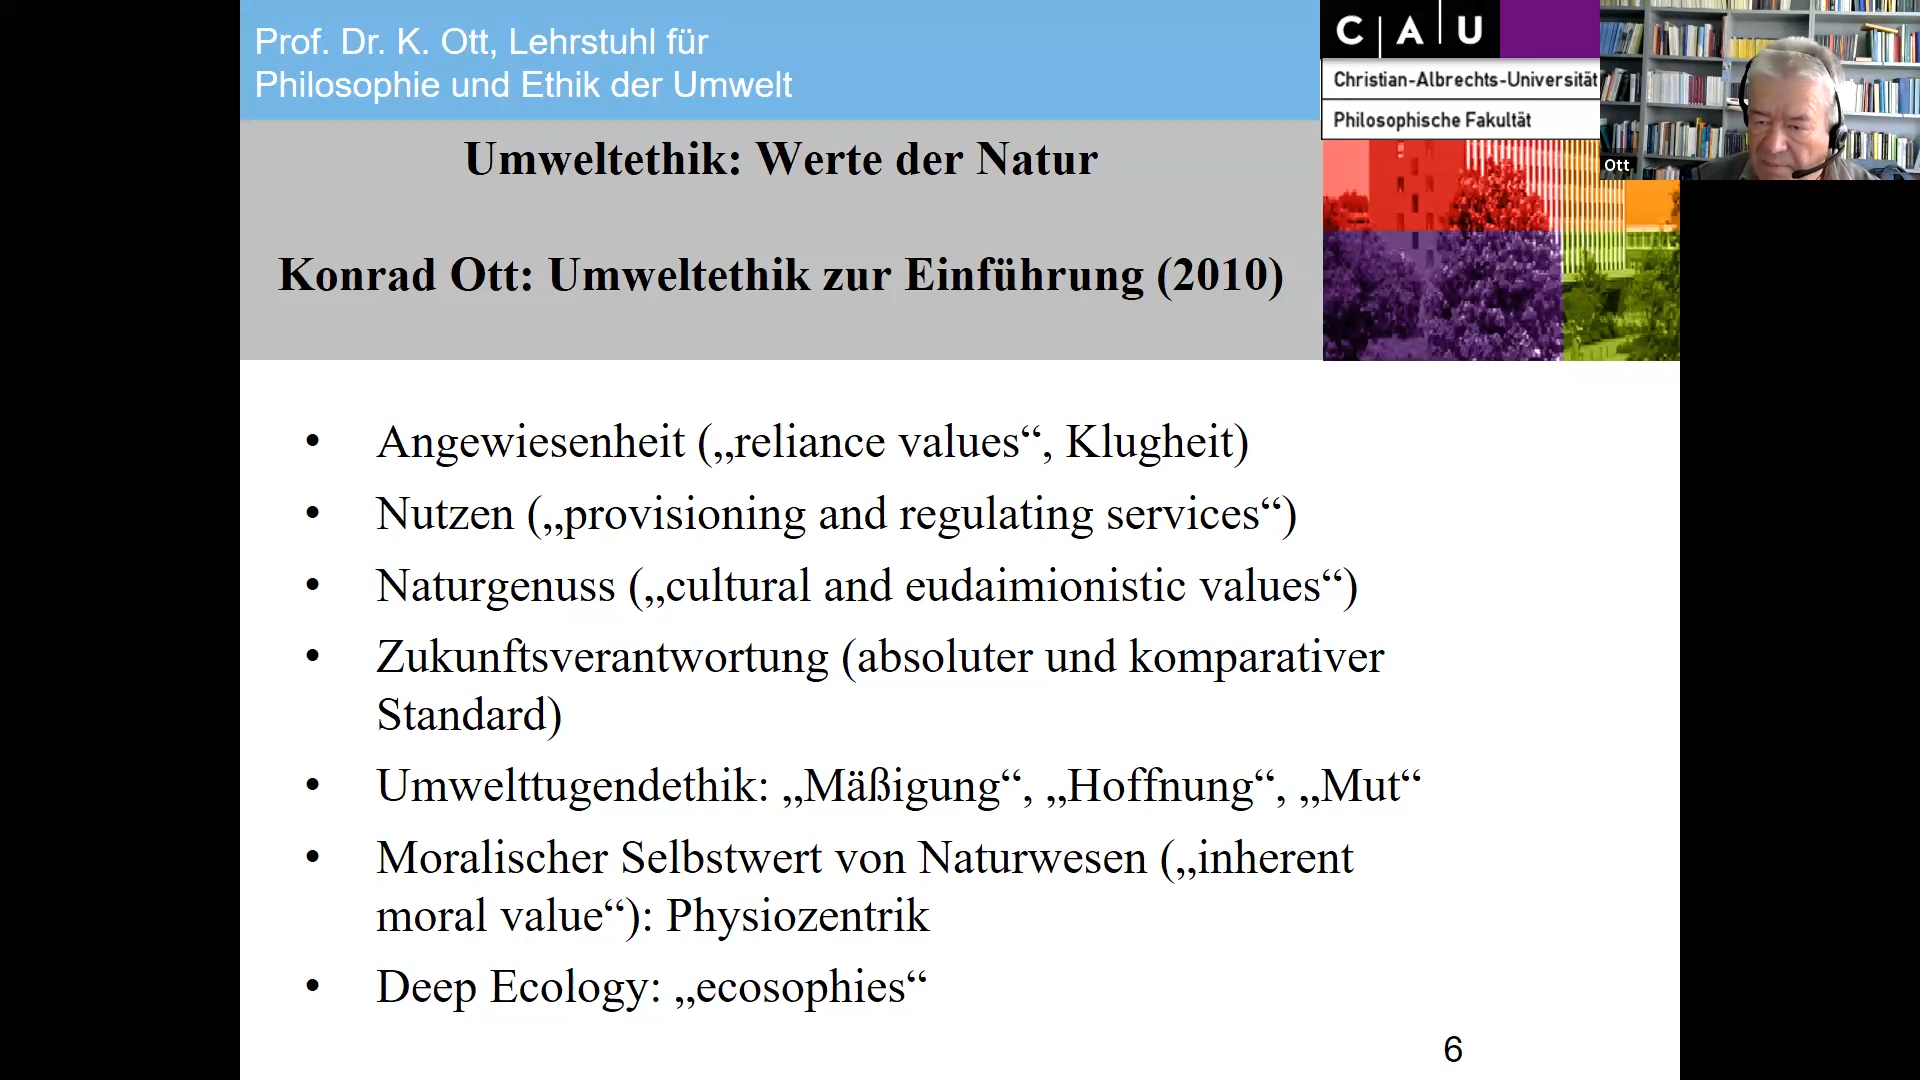 Prof. Dr. K. Ott, Lehrstuhl für
Philosophie und Ethik der Umwelt
C A U
Christian-Albrechts-Universität
Philosophische Fakultät
Ott
Umweltethik: Werte der Natur
Konrad Ott: Umweltethik zur Einführung (2010)
• Angewiesenheit („reliance values“, Klugheit)
• Nutzen („provisioning and regulating services“)
• Naturgenuss („cultural and eudaimionistic values“)
• Zukunftsverantwortung (absoluter und komparativer
Standard)
• Umwelttugendethik: „Mäßigung“, „Hoffnung“, „Mut“
• Moralischer Selbstwert von Naturwesen („inherent
moral value“): Physiozentrik
• Deep Ecology: „ecosophies“
6